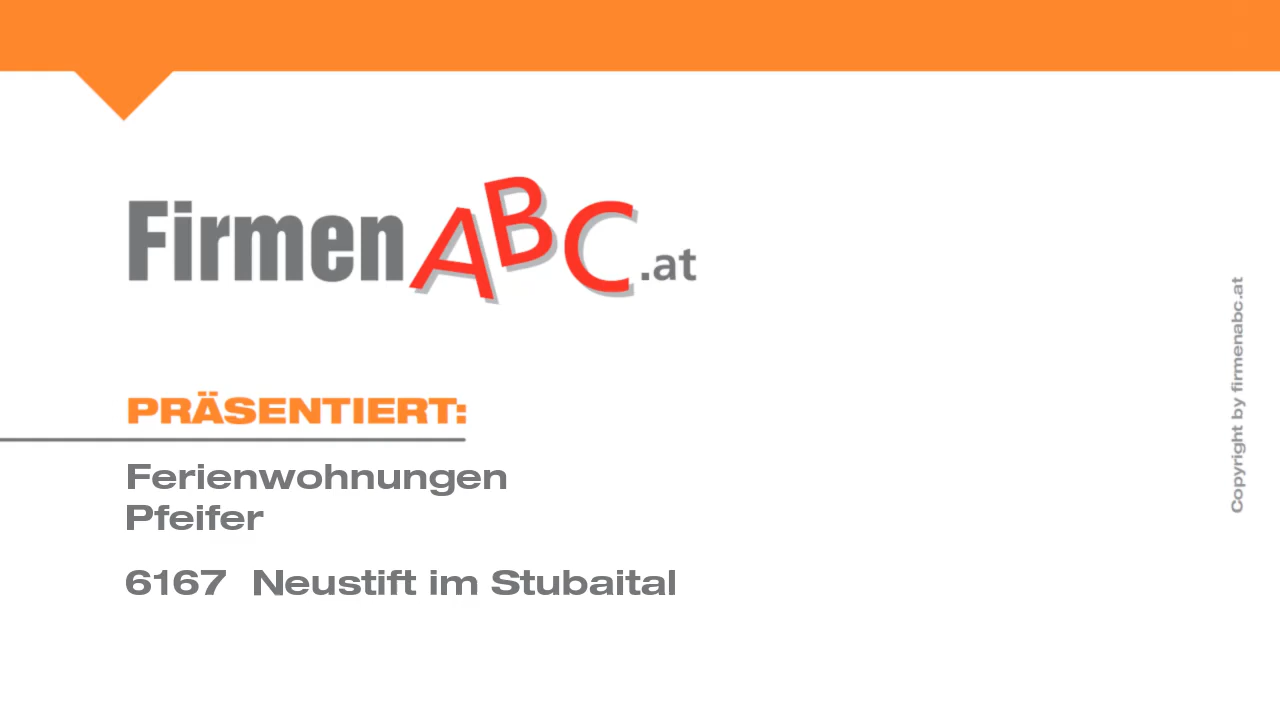 FirmenABC.at
PRÄSENTIERT:
Ferienwohnungen
Pfeifer
6167 Neustift im Stubaital
Copyright by firmenabc.at